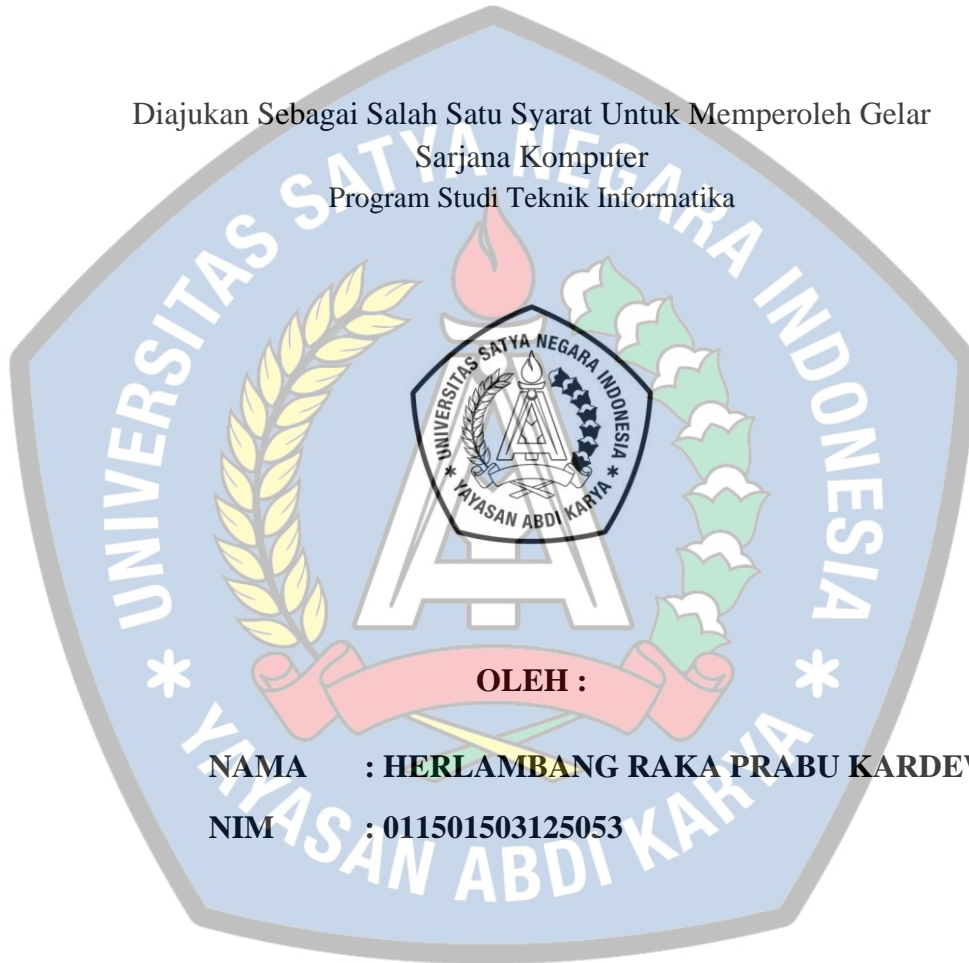 Diajukan Sebagai Salah Satu Syarat Untuk Memperoleh Gelar
Sarjana Komputer
Program Studi Teknik Informatika
UNIVERSITAS SATYA NEGARA INDONESIA
* YAYASAN ABDI KARYA *
UNIVERSITAS SATYA NEGARA INDONESIA
* YAYASAN ABDI KARYA *
OLEH :
NAMA : HERLAMBANG RAKA PRABU
NIM : 011501503125053